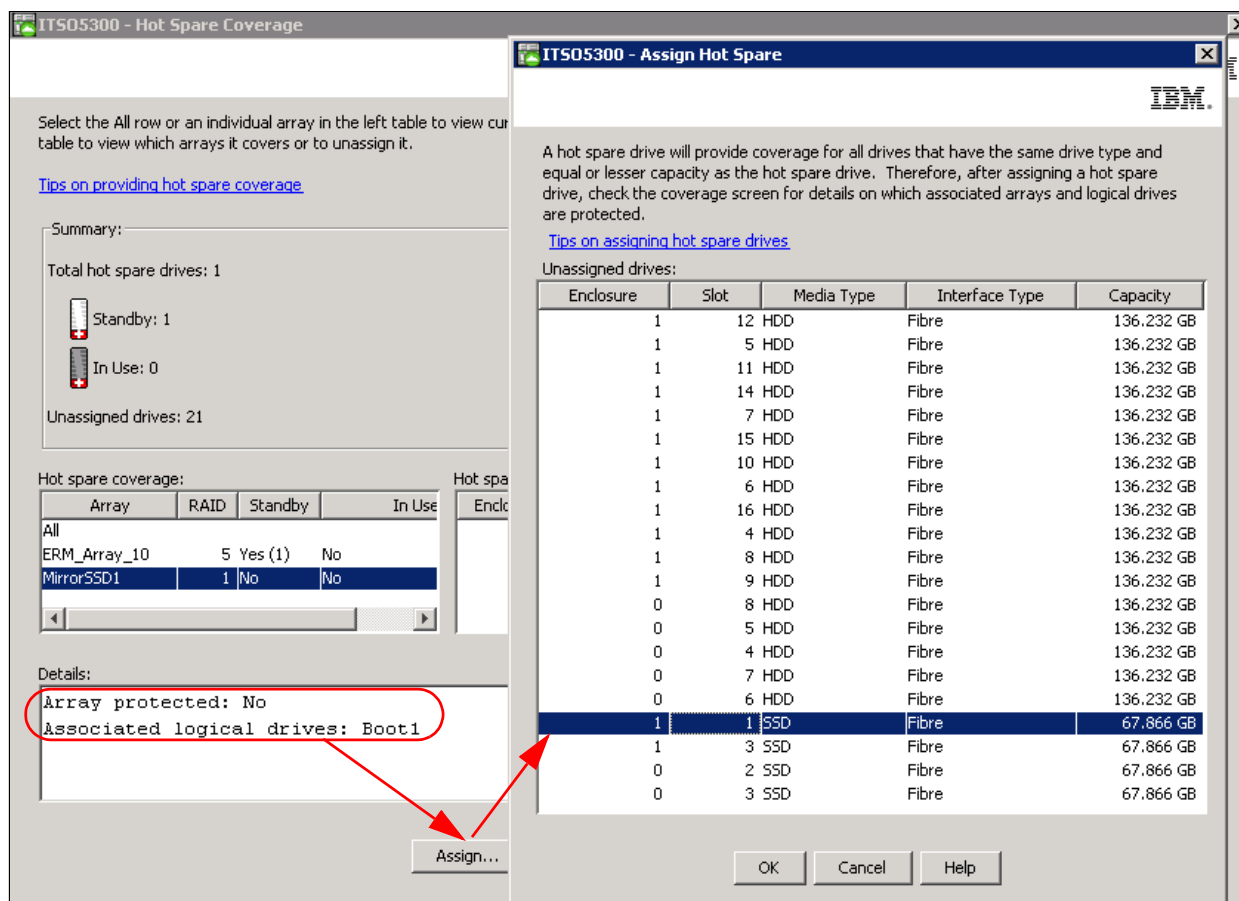 ITSO5300 - Hot Spare Coverage
Select the All row or an individual array in the left table to view cur
table to view which arrays it covers or to unassign it.
Tips on providing hot spare coverage
Summary:
Total hot spare drives: 1
Standby: 1
In Use: 0
Unassigned drives: 21
Hot spare coverage:
Array RAID Standby In Use
All
ERM_Array_10 5 Yes (1) No
MirrorSSD1 1 No No
Hot spa
Enclo
Details:
Array protected: No
Associated logical drives: Boot1
Assign...
ITSO5300 - Assign Hot Spare
IBM.
A hot spare drive will provide coverage for all drives that have the same drive type and
equal or lesser capacity as the hot spare drive. Therefore, after assigning a hot spare
drive, check the coverage screen for details on which associated arrays and logical drives
are protected.
Tips on assigning hot spare drives
Unassigned drives:
Enclosure Slot Media Type Interface Type Capacity
1 12 HDD Fibre 136.232 GB
1 5 HDD Fibre 136.232 GB
1 11 HDD Fibre 136.232 GB
1 14 HDD Fibre 136.232 GB
1 7 HDD Fibre 136.232 GB
1 15 HDD Fibre 136.232 GB
1 10 HDD Fibre 136.232 GB
1 6 HDD Fibre 136.232 GB
1 16 HDD Fibre 136.232 GB
1 4 HDD Fibre 136.232 GB
1 8 HDD Fibre 136.232 GB
1 9 HDD Fibre 136.232 GB
0 8 HDD Fibre 136.232 GB
0 5 HDD Fibre 136.232 GB
0 4 HDD Fibre 136.232 GB
0 7 HDD Fibre 136.232 GB
0 6 HDD Fibre 136.232 GB
1 1 SSD Fibre 67.866 GB
1 3 SSD Fibre 67.866 GB
0 2 SSD Fibre 67.866 GB
0 3 SSD Fibre 67.866 GB
OK Cancel Help